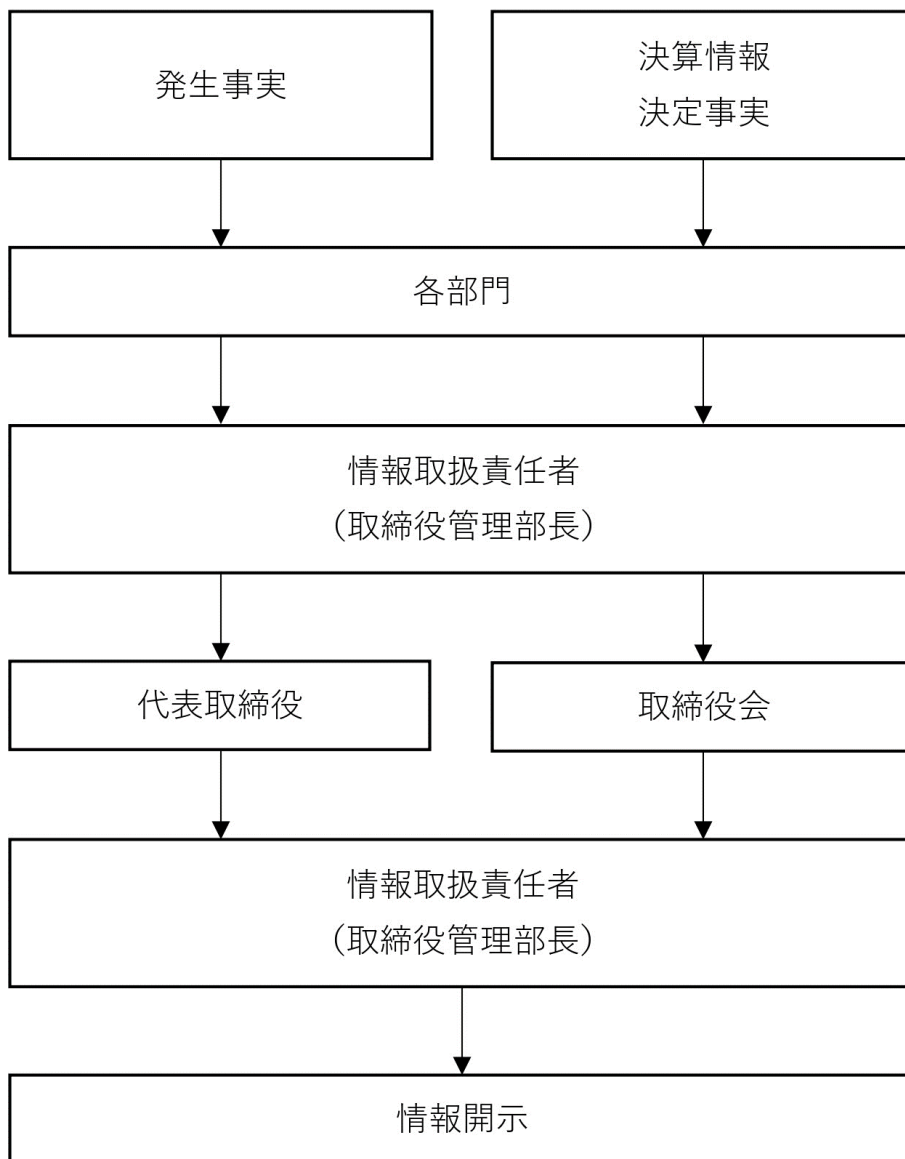 発生事実
決算情報
決定事実
各部門
情報取扱責任者
（取締役管理部長）
代表取締役
取締役会
情報取扱責任者
（取締役管理部長）
情報開示